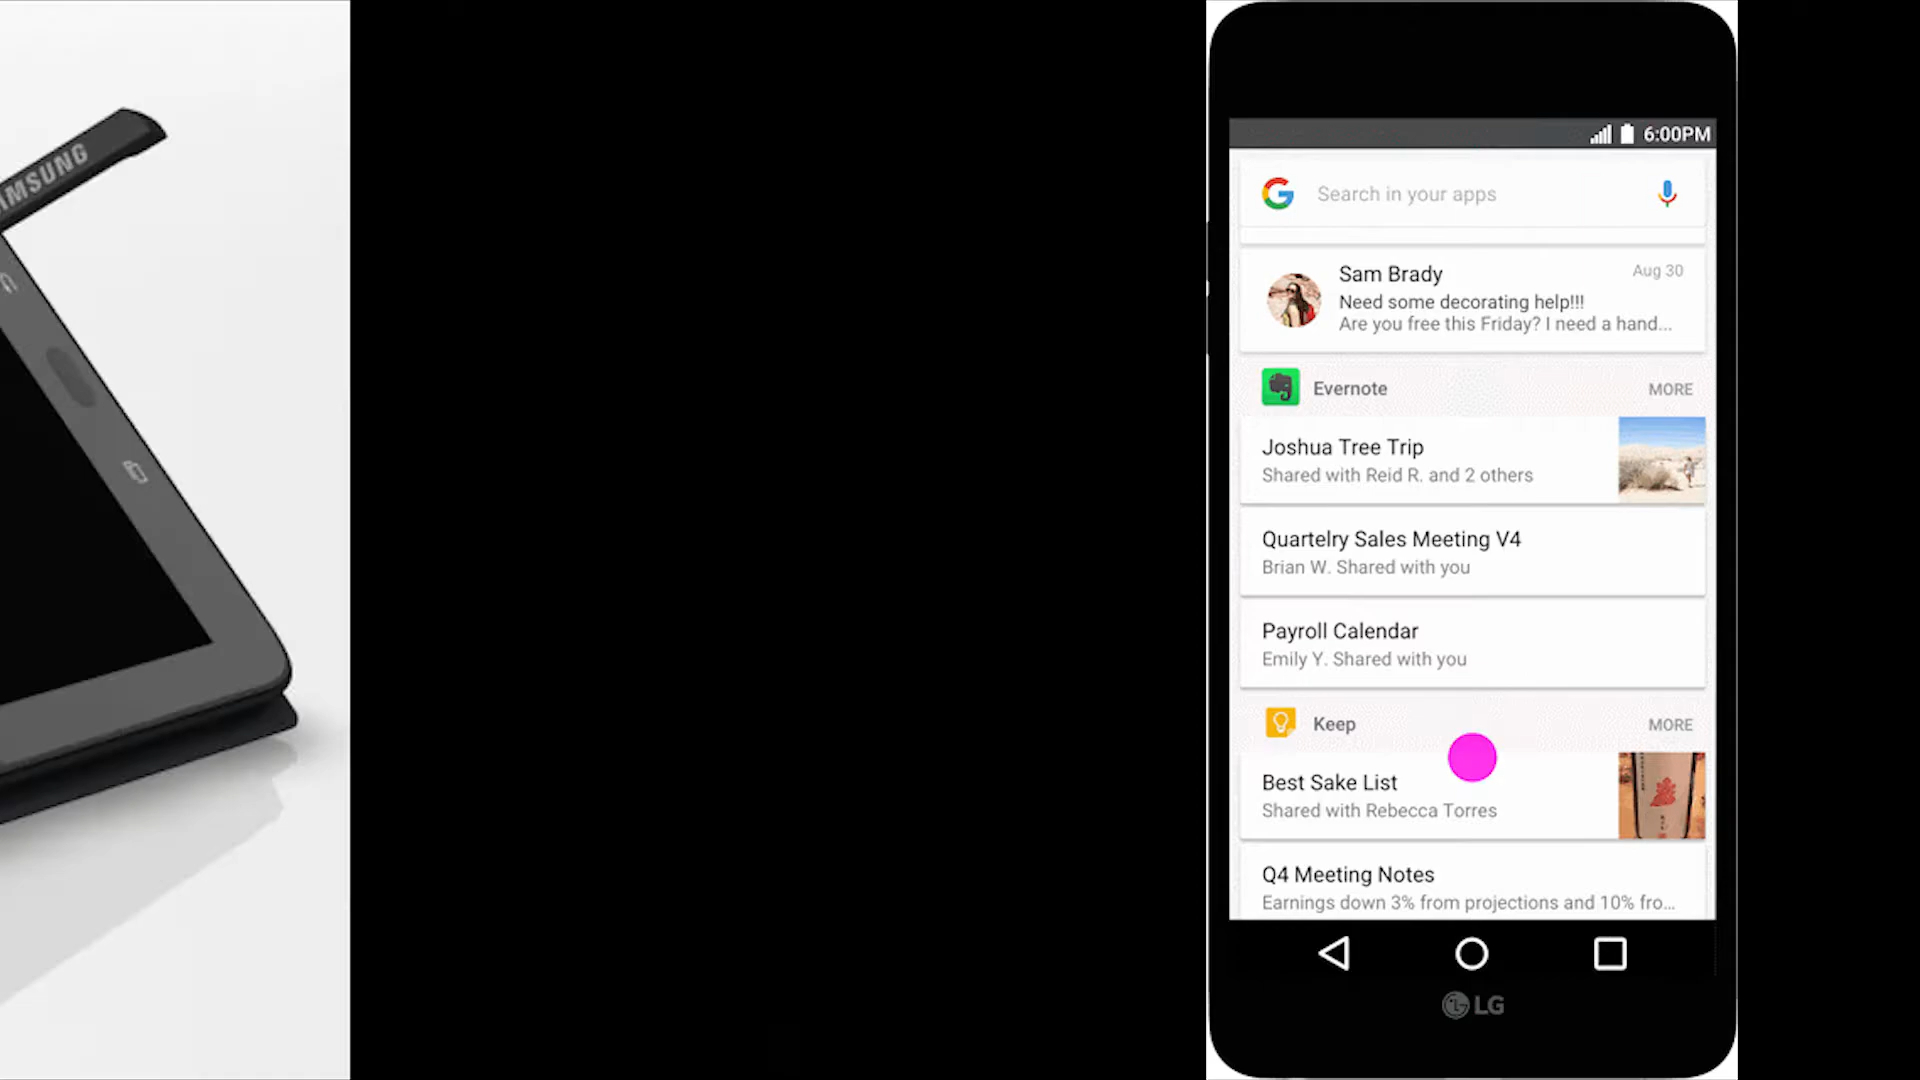 AMSUNG
6:00PM
Search in your apps
Sam Brady
Aug 30
Need some decorating help!!!
Are you free this Friday? I need a hand...
Evernote
MORE
Joshua Tree Trip
Shared with Reid R. and 2 others
Quartelry Sales Meeting V4
Brian W. Shared with you
Payroll Calendar
Emily Y. Shared with you
Keep
MORE
Best Sake List
Shared with Rebecca Torres
Q4 Meeting Notes
Earnings down 3% from projections and 10% fro...
LG